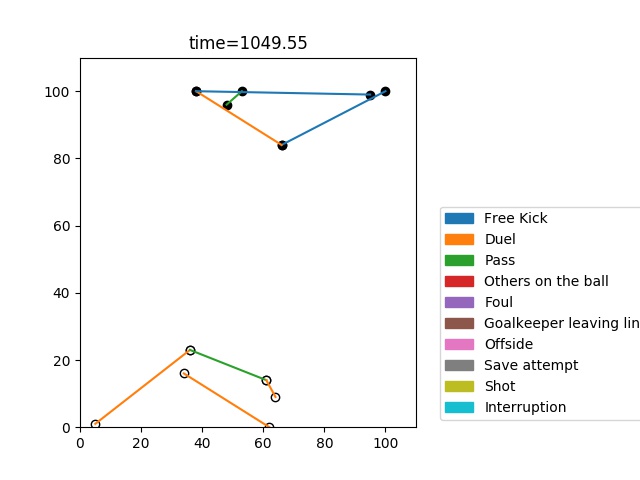 time=1049.55
100
80
60
40
20
0
0 20 40 60 80 100
Free Kick
Duel
Pass
Others on the ball
Foul
Goalkeeper leaving lin
Offside
Save attempt
Shot
Interruption